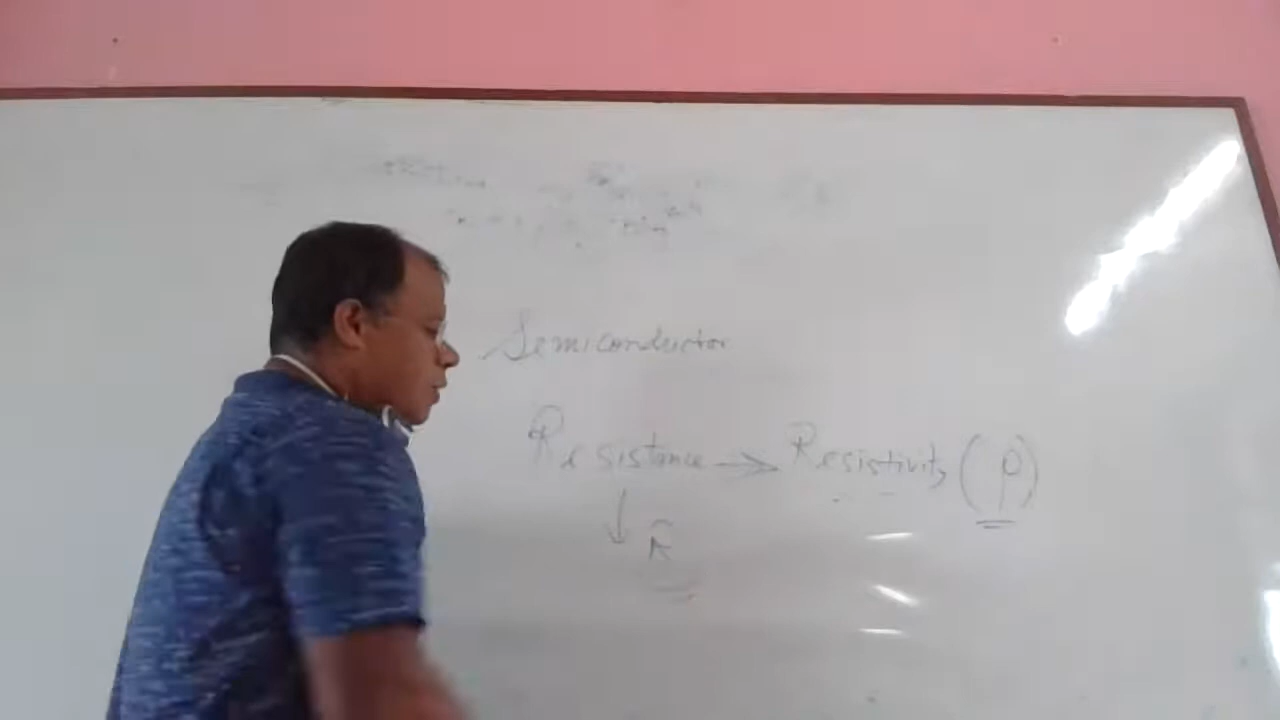 Semiconductor
Resistance → Resistivity (ρ)
↓ R